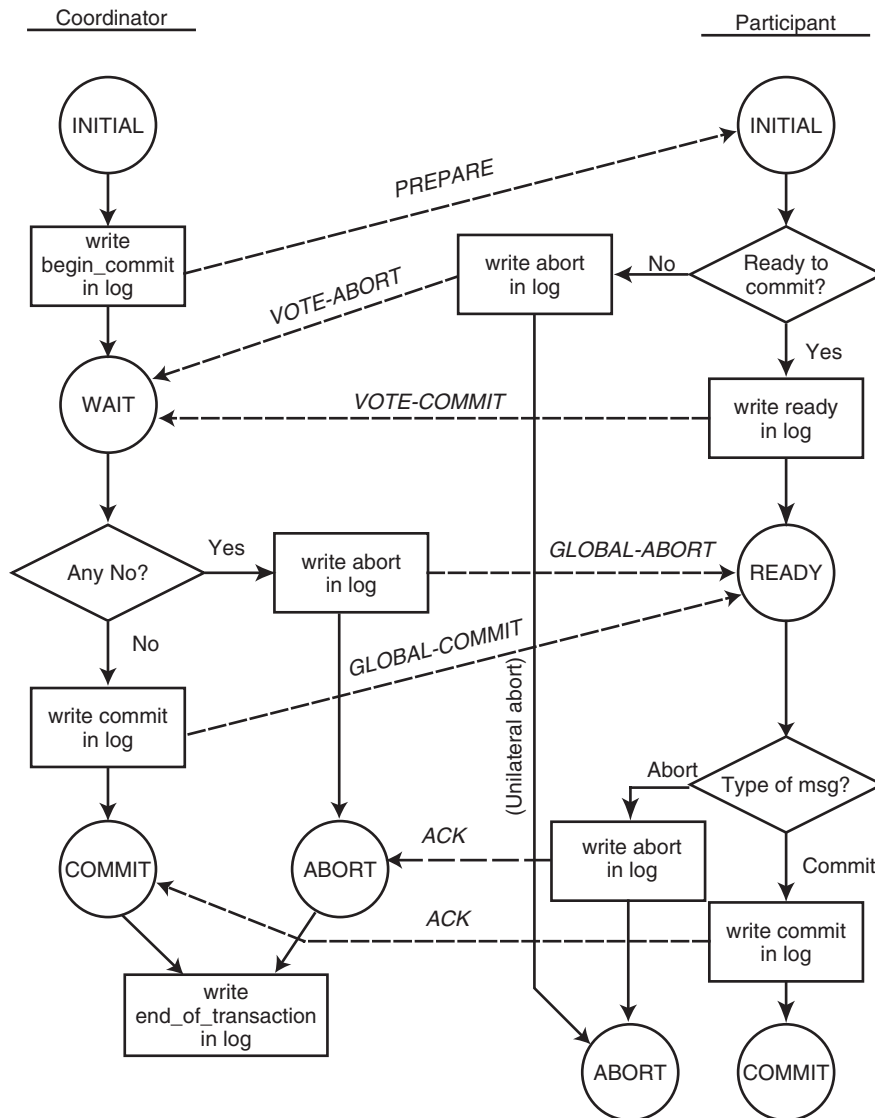 Coordinator
Participant
INITIAL
INITIAL
PREPARE
write
begin_commit
in log
write abort
in log
No
Ready to
commit?
VOTE-ABORT
Yes
WAIT
VOTE-COMMIT
write ready
in log
Any No?
Yes
write abort
in log
GLOBAL-ABORT
READY
No
GLOBAL-COMMIT
write commit
in log
(Unilateral abort)
Abort
Type of msg?
COMMIT
ABORT
ACK
write abort
in log
Commit
ACK
write commit
in log
write
end_of_transaction
in log
ABORT
COMMIT